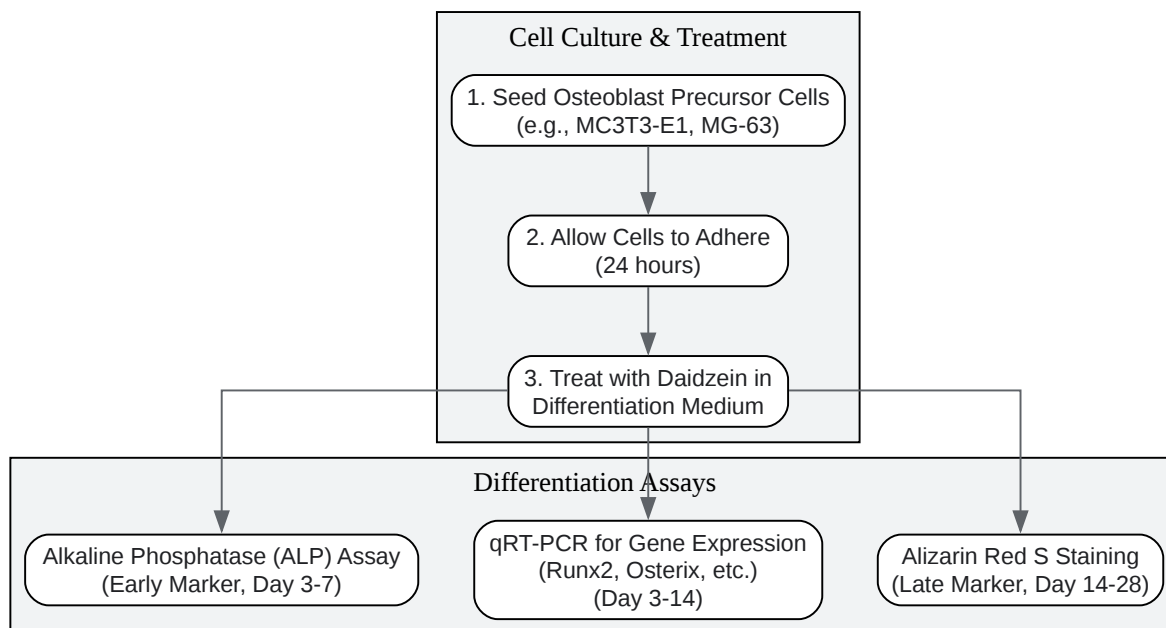 Cell Culture & Treatment
1. Seed Osteoblast Precursor Cells
(e.g., MC3T3-E1, MG-63)
2. Allow Cells to Adhere
(24 hours)
3. Treat with Daidzein in
Differentiation Medium
Differentiation Assays
Alkaline Phosphatase (ALP) Assay
(Early Marker, Day 3-7)
qRT-PCR for Gene Expression
(Runx2, Osterix, etc.)
(Day 3-14)
Alizarin Red S Staining
(Late Marker, Day 14-28)